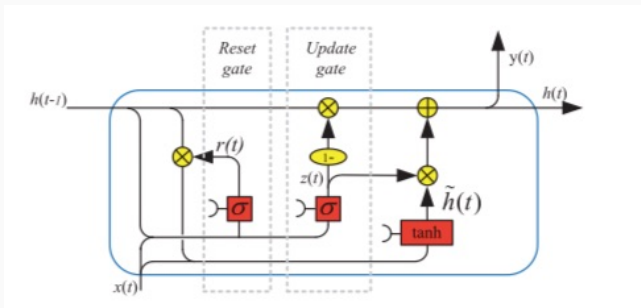 Reset gate
Update gate
y(t)
h(t-1)
h(t)
r(t)
1-
z(t)
σ
σ
h̃(t)
tanh
x(t)